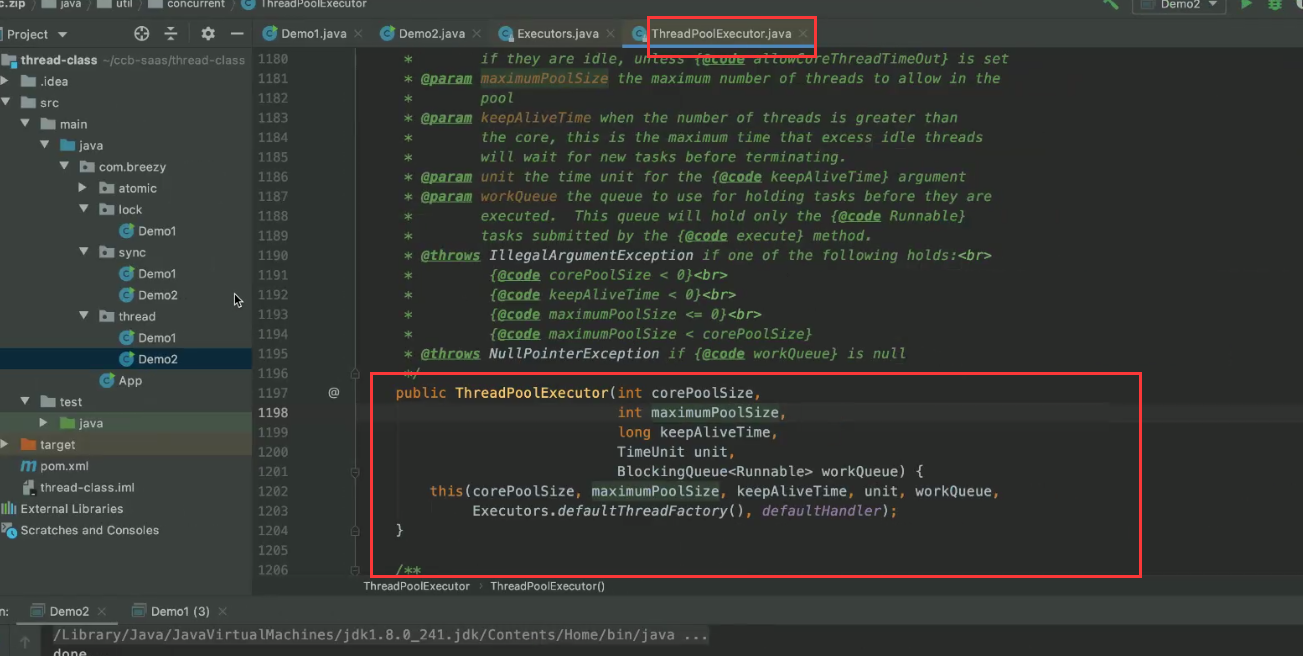 c.zip java util concurrent ThreadPoolExecutor Demo2
Project Demo1.java Demo2.java Executors.java ThreadPoolExecutor.java
thread-class ~/ccb-saas/thread-class
.idea
src
main
java
com.breezy
atomic
lock
Demo1
sync
Demo1
Demo2
thread
Demo1
Demo2
App
test
java
target
pom.xml
thread-class.iml
External Libraries
Scratches and Consoles
1180 * if they are idle, unless {@code allowCoreThreadTimeOut} is set
1181 * @param maximumPoolSize the maximum number of threads to allow in the
1182 * pool
1183 * @param keepAliveTime when the number of threads is greater than
1184 * the core, this is the maximum time that excess idle threads
1185 * will wait for new tasks before terminating.
1186 * @param unit the time unit for the {@code keepAliveTime} argument
1187 * @param workQueue the queue to use for holding tasks before they are
1188 * executed. This queue will hold only the {@code Runnable}
1189 * tasks submitted by the {@code execute} method.
1190 * @throws IllegalArgumentException if one of the following holds:<br>
1191 * {@code corePoolSize < 0}<br>
1192 * {@code keepAliveTime < 0}<br>
1193 * {@code maximumPoolSize <= 0}<br>
1194 * {@code maximumPoolSize < corePoolSize}
1195 * @throws NullPointerException if {@code workQueue} is null
1196 */
1197 @ public ThreadPoolExecutor(int corePoolSize,
1198 int maximumPoolSize,
1199 long keepAliveTime,
1200 TimeUnit unit,
1201 BlockingQueue<Runnable> workQueue) {
1202 this(corePoolSize, maximumPoolSize, keepAliveTime, unit, workQueue,
1203 Executors.defaultThreadFactory(), defaultHandler);
1204 }
1205
1206 /**
ThreadPoolExecutor › ThreadPoolExecutor()
n: Demo2 Demo1 (3)
/Library/Java/JavaVirtualMachines/jdk1.8.0_241.jdk/Contents/Home/bin/java ...
done